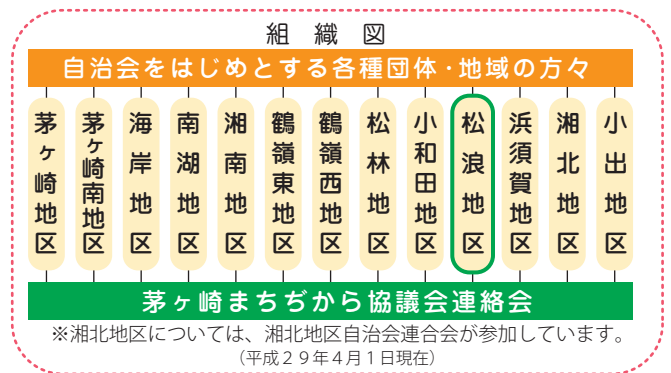 組織図
自治会をはじめとする各種団体・地域の方々
茅ヶ崎地区
茅ヶ崎南地区
海岸地区
南湖地区
湘南地区
鶴嶺東地区
鶴嶺西地区
松林地区
小和田地区
松浪地区
浜須賀地区
湘北地区
小出地区
茅ヶ崎まちぢから協議会連絡会
※湘北地区については、湘北地区自治会連合会が参加しています。
（平成２９年４月１日現在）